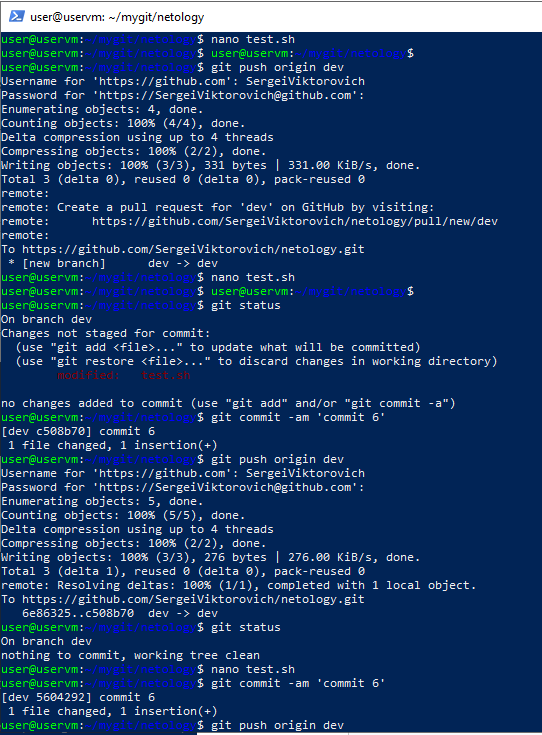 user@uservm: ~/mygit/netology
user@uservm:~/mygit/netology$ nano test.sh
user@uservm:~/mygit/netology$ user@uservm:~/mygit/netology$
user@uservm:~/mygit/netology$ git push origin dev
Username for 'https://github.com': SergeiViktorovich
Password for 'https://SergeiViktorovich@github.com':
Enumerating objects: 4, done.
Counting objects: 100% (4/4), done.
Delta compression using up to 4 threads
Compressing objects: 100% (2/2), done.
Writing objects: 100% (3/3), 331 bytes | 331.00 KiB/s, done.
Total 3 (delta 0), reused 0 (delta 0), pack-reused 0
remote:
remote: Create a pull request for 'dev' on GitHub by visiting:
remote:      https://github.com/SergeiViktorovich/netology/pull/new/dev
remote:
To https://github.com/SergeiViktorovich/netology.git
 * [new branch]      dev -> dev
user@uservm:~/mygit/netology$ nano test.sh
user@uservm:~/mygit/netology$ user@uservm:~/mygit/netology$
user@uservm:~/mygit/netology$ git status
On branch dev
Changes not staged for commit:
  (use "git add <file>..." to update what will be committed)
  (use "git restore <file>..." to discard changes in working directory)
        modified:   test.sh
no changes added to commit (use "git add" and/or "git commit -a")
user@uservm:~/mygit/netology$ git commit -am 'commit 6'
[dev c508b70] commit 6
 1 file changed, 1 insertion(+)
user@uservm:~/mygit/netology$ git push origin dev
Username for 'https://github.com': SergeiViktorovich
Password for 'https://SergeiViktorovich@github.com':
Enumerating objects: 5, done.
Counting objects: 100% (5/5), done.
Delta compression using up to 4 threads
Compressing objects: 100% (2/2), done.
Writing objects: 100% (3/3), 276 bytes | 276.00 KiB/s, done.
Total 3 (delta 1), reused 0 (delta 0), pack-reused 0
remote: Resolving deltas: 100% (1/1), completed with 1 local object.
To https://github.com/SergeiViktorovich/netology.git
   6e86325..c508b70  dev -> dev
user@uservm:~/mygit/netology$ git status
On branch dev
nothing to commit, working tree clean
user@uservm:~/mygit/netology$ nano test.sh
user@uservm:~/mygit/netology$ git commit -am 'commit 6'
[dev 5604292] commit 6
 1 file changed, 1 insertion(+)
user@uservm:~/mygit/netology$ git push origin dev